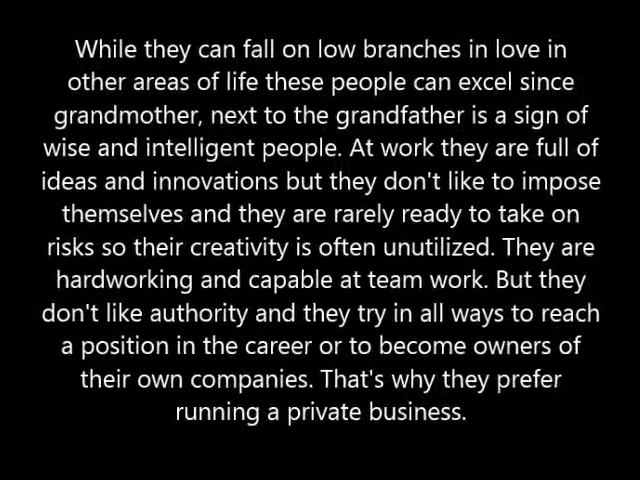 While they can fall on low branches in love in
other areas of life these people can excel since
grandmother, next to the grandfather is a sign of
wise and intelligent people. At work they are full of
ideas and innovations but they don't like to impose
themselves and they are rarely ready to take on
risks so their creativity is often unutilized. They are
hardworking and capable at team work. But they
don't like authority and they try in all ways to reach
a position in the career or to become owners of
their own companies. That's why they prefer
running a private business.